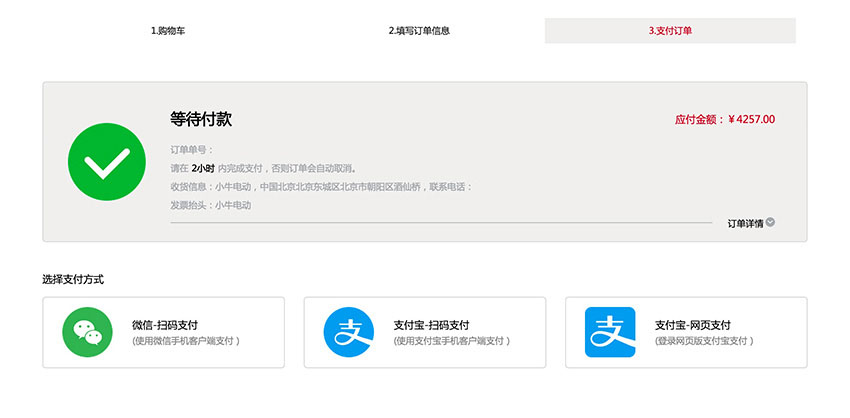 1.购物车
2.填写订单信息
3.支付订单
等待付款
应付金额：￥4257.00
订单单号：
请在 2小时 内完成支付，否则订单会自动取消。
收货信息：小牛电动，中国北京北京东城区北京市朝阳区酒仙桥，联系电话：
发票抬头：小牛电动
订单详情
选择支付方式
微信-扫码支付
(使用微信手机客户端支付）
支付宝-扫码支付
(使用支付宝手机客户端支付）
支付宝-网页支付
(登录网页版支付宝支付）